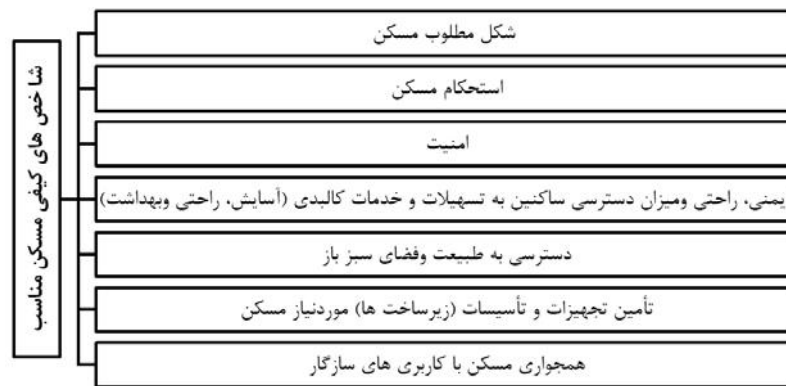 شاخص های کیفی مسکن مناسب
شکل مطلوب مسکن
استحکام مسکن
امنیت
یمنی، راحتی ومیزان دسترسی ساکنین به تسهیلات و خدمات کالبدی (آسایش، راحتی وبهداشت)
دسترسی به طبیعت وفضای سبز باز
تأمین تجهیزات و تأسیسات (زیرساخت ها) موردنیاز مسکن
همجواری مسکن با کاربری های سازگار